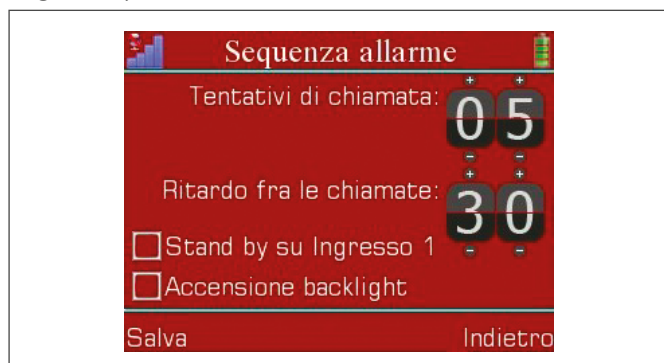 Sequenza allarme
Tentativi di chiamata: 05
Ritardo fra le chiamate: 30
Stand by su Ingresso 1
Accensione backlight
Salva Indietro